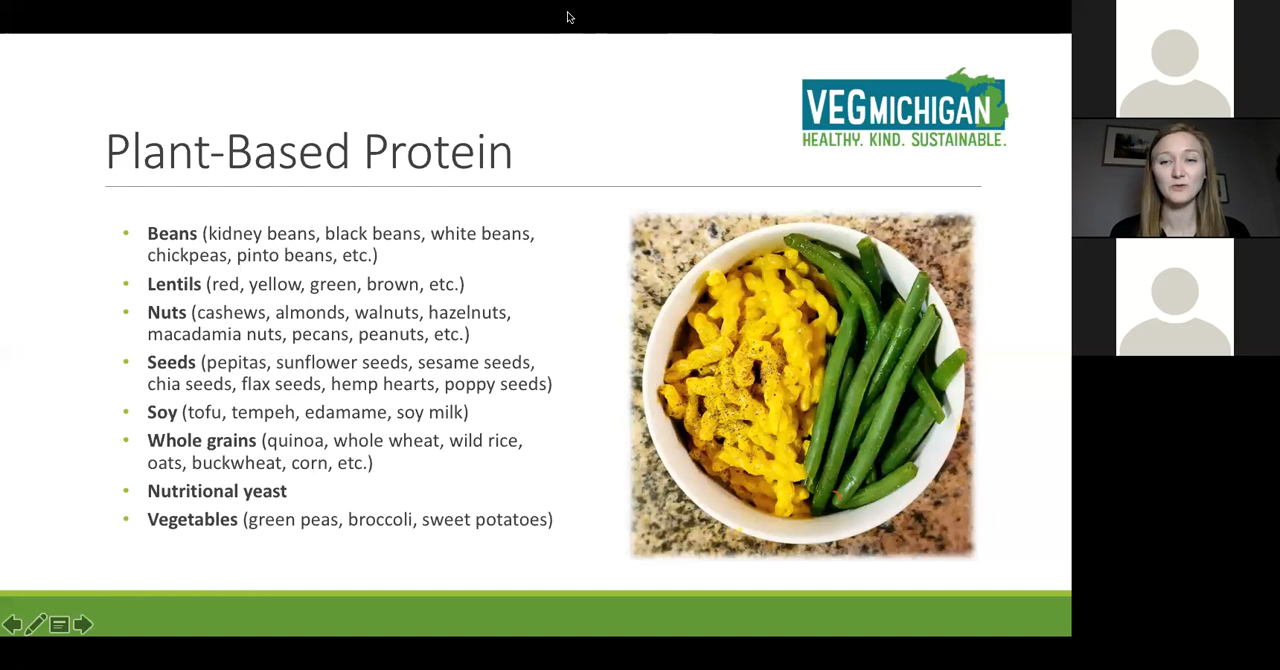 VEGMICHIGAN
HEALTHY. KIND. SUSTAINABLE.
Plant-Based Protein
• Beans (kidney beans, black beans, white beans,
chickpeas, pinto beans, etc.)
• Lentils (red, yellow, green, brown, etc.)
• Nuts (cashews, almonds, walnuts, hazelnuts,
macadamia nuts, pecans, peanuts, etc.)
• Seeds (pepitas, sunflower seeds, sesame seeds,
chia seeds, flax seeds, hemp hearts, poppy seeds)
• Soy (tofu, tempeh, edamame, soy milk)
• Whole grains (quinoa, whole wheat, wild rice,
oats, buckwheat, corn, etc.)
• Nutritional yeast
• Vegetables (green peas, broccoli, sweet potatoes)